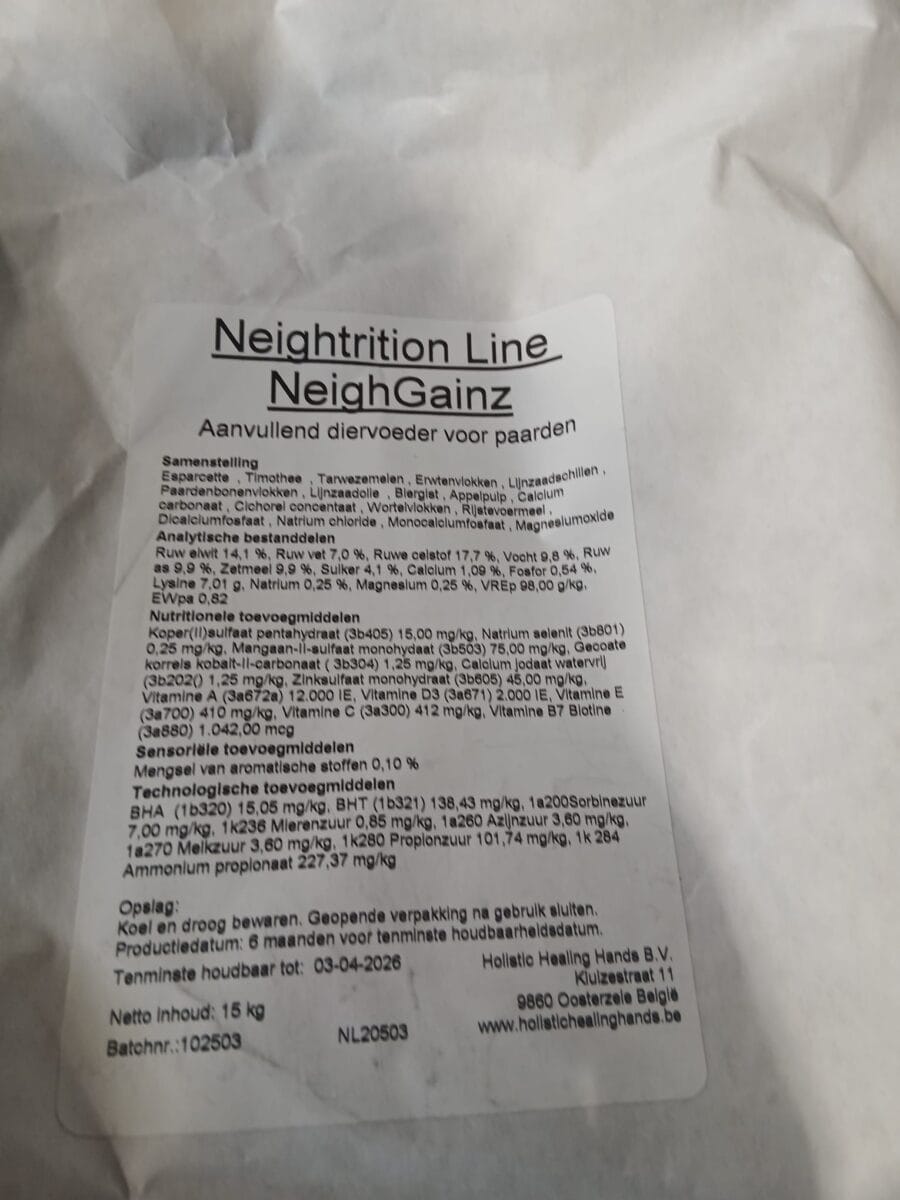 Neightrition Line
NeighGainz
Aanvullend diervoeder voor paarden
Samenstelling
Esparcette , Timothee , Tarwezemelen , Erwtenvlokken , Lijnzaadschillen ,
Paardenbonenvlokken , Lijnzaadolie , Biergist , Appelpulp , Calcium
carbonaat , Cichorei concentaat , Wortelvlokken , Rijstevoermeel ,
Dicalciumfosfaat , Natrium chloride , Monocalciumfosfaat , Magnesiumoxide
Analytische bestanddelen
Ruw eiwit 14,1 %, Ruw vet 7,0 %, Ruwe celstof 17,7 %, Vocht 9,8 %, Ruw
as 9,9 %, Zetmeel 9,9 %, Suiker 4,1 %, Calcium 1,09 %, Fosfor 0,54 %,
Lysine 7,01 g, Natrium 0,25 %, Magnesium 0,25 %, VREp 98,00 g/kg,
EWpa 0,82
Nutritionele toevoegmiddelen
Koper(II)sulfaat pentahydraat (3b405) 15,00 mg/kg, Natrium selenit (3b801)
0,25 mg/kg, Mangaan-II-sulfaat monohydaat (3b503) 75,00 mg/kg, Gecoate
korrels kobalt-II-carbonaat ( 3b304) 1,25 mg/kg, Calcium jodaat watervrij
(3b202() 1,25 mg/kg, Zinksulfaat monohydraat (3b605) 45,00 mg/kg,
Vitamine A (3a672a) 12.000 IE, Vitamine D3 (3a671) 2.000 IE, Vitamine E
(3a700) 410 mg/kg, Vitamine C (3a300) 412 mg/kg, Vitamine B7 Biotine
(3a880) 1.042,00 mcg
Sensoriële toevoegmiddelen
Mengsel van aromatische stoffen 0,10 %
Technologische toevoegmiddelen
BHA (1b320) 15,05 mg/kg, BHT (1b321) 138,43 mg/kg, 1a200Sorbinezuur
7,00 mg/kg, 1k236 Mierenzuur 0,85 mg/kg, 1a260 Azijnzuur 3,60 mg/kg,
1a270 Melkzuur 3,60 mg/kg, 1k280 Propionzuur 101,74 mg/kg, 1k 284
Ammonium propionaat 227,37 mg/kg
Opslag:
Koel en droog bewaren. Geopende verpakking na gebruik sluiten.
Productiedatum: 6 maanden voor tenminste houdbaarheidsdatum.
Tenminste houdbaar tot: 03-04-2026
Holistic Healing Hands B.V.
Kluizestraat 11
9860 Oosterzele België
www.holistichealinghands.be
Netto inhoud: 15 kg
Batchnr.:102503
NL20503